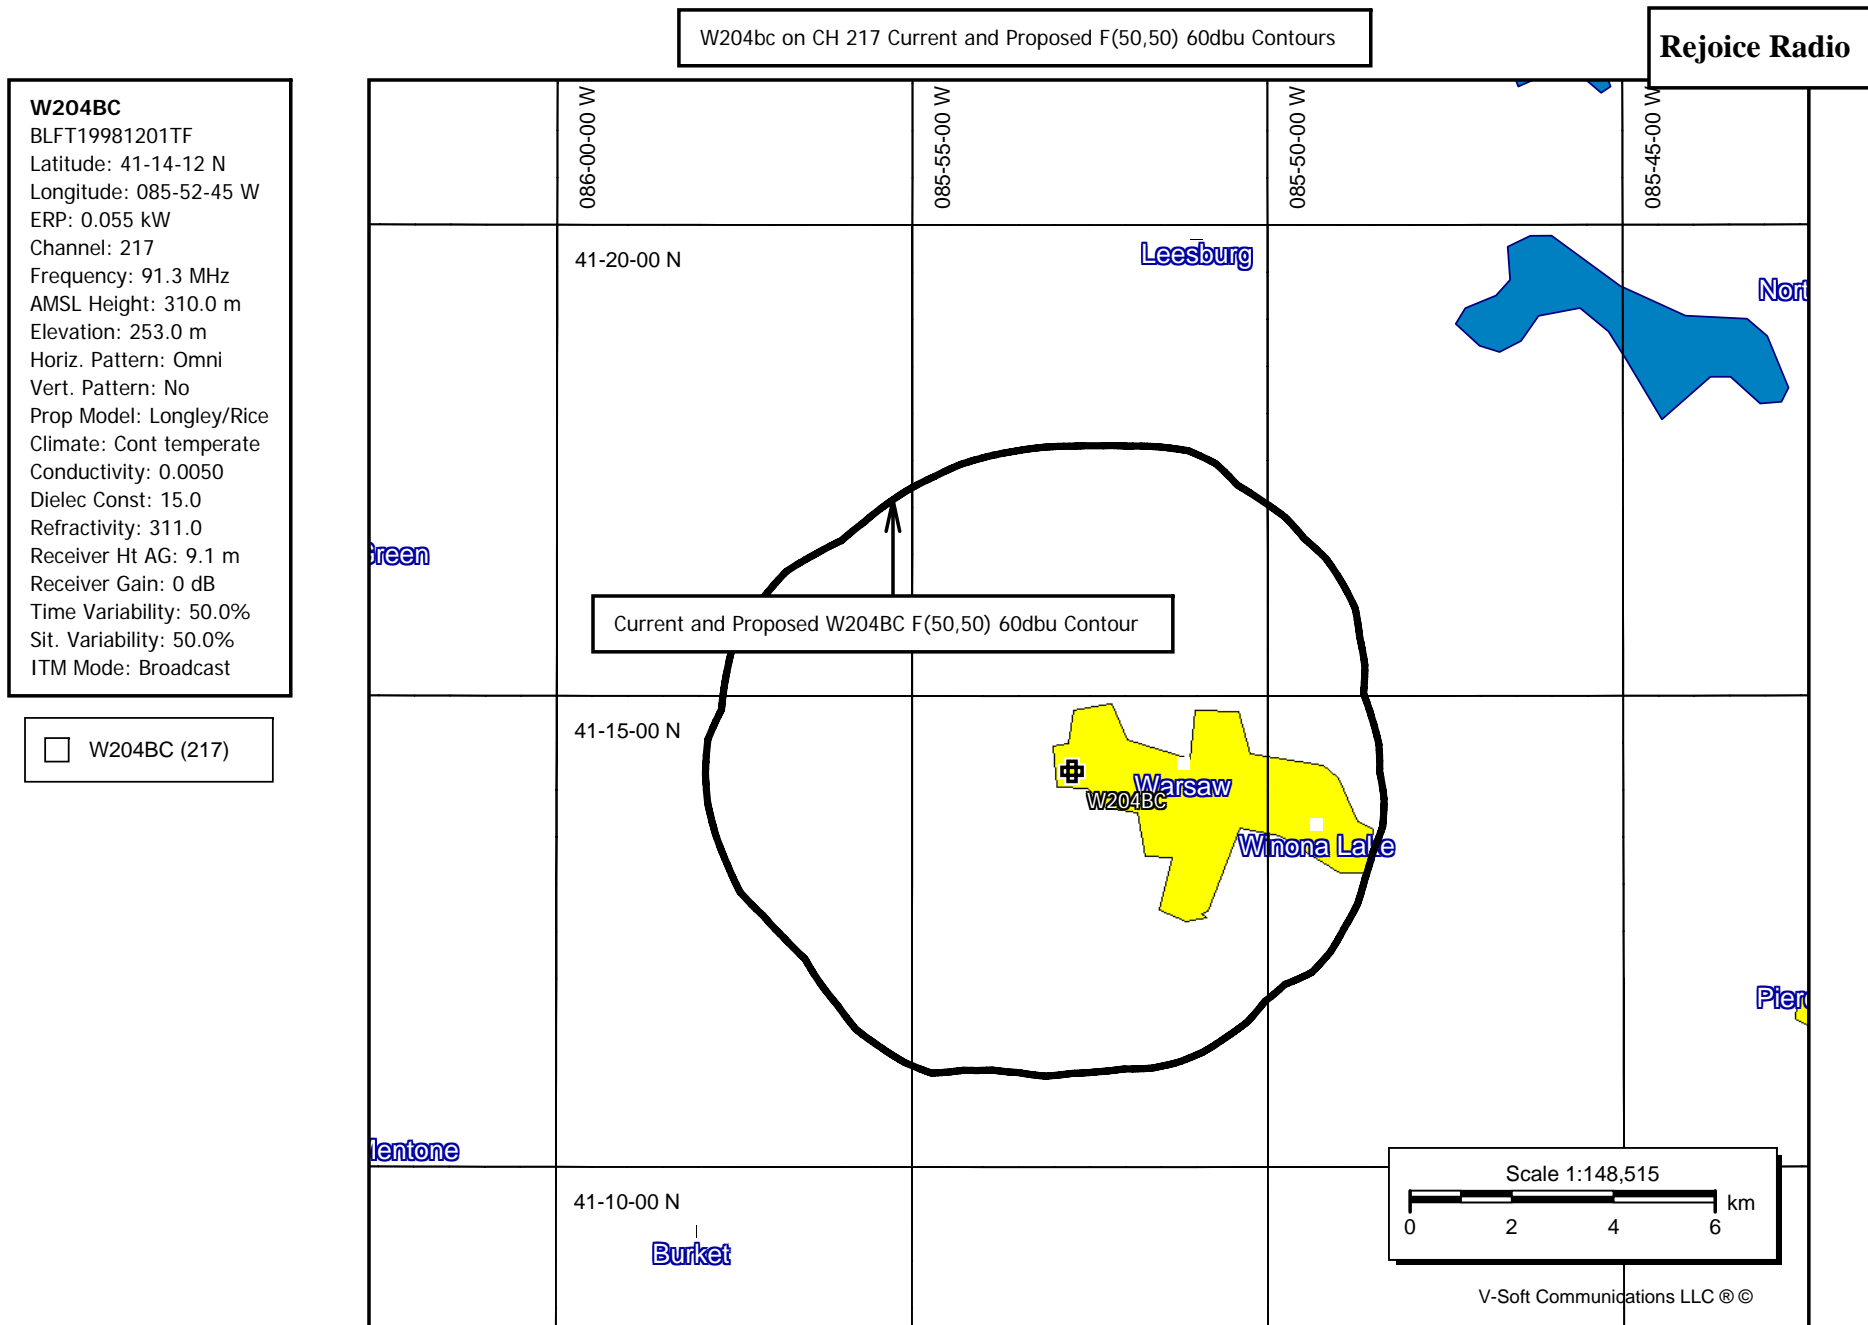 W204bc on CH 217 Current and Proposed F(50,50) 60dbu Contours
Rejoice Radio
W204BC
BLFT19981201TF
Latitude: 41-14-12 N
Longitude: 085-52-45 W
ERP: 0.055 kW
Channel: 217
Frequency: 91.3 MHz
AMSL Height: 310.0 m
Elevation: 253.0 m
Horiz. Pattern: Omni
Vert. Pattern: No
Prop Model: Longley/Rice
Climate: Cont temperate
Conductivity: 0.0050
Dielec Const: 15.0
Refractivity: 311.0
Receiver Ht AG: 9.1 m
Receiver Gain: 0 dB
Time Variability: 50.0%
Sit. Variability: 50.0%
ITM Mode: Broadcast
W204BC (217)
086-00-00 W
085-55-00 W
085-50-00 W
085-45-00 W
41-20-00 N
Leesburg
Nort
Green
Current and Proposed W204BC F(50,50) 60dbu Contour
41-15-00 N
Warsaw
W204BC
Winona Lake
Pierc
lentone
41-10-00 N
Burket
Scale 1:148,515
km
0 2 4 6
V-Soft Communications LLC ® ©